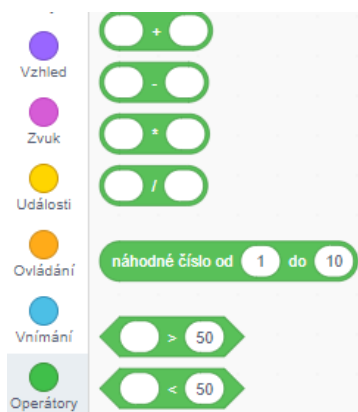 Vzhled
Zvuk
Události
Ovládání
Vnímání
Operátory
+
-
*
/
náhodné číslo od 1 do 10
> 50
< 50